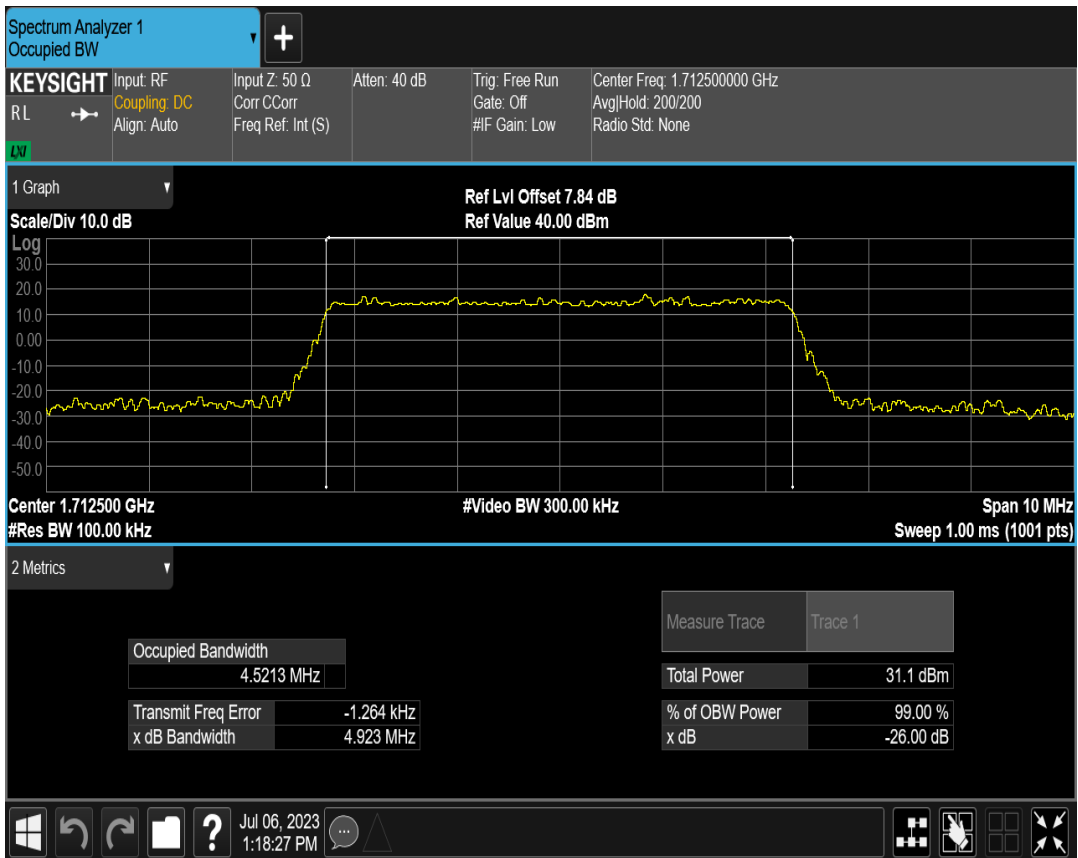 Spectrum Analyzer 1
Occupied BW
+
KEYSIGHT
RL
LXI
Input: RF
Coupling: DC
Align: Auto
Input Z: 50 Ω
Corr CCorr
Freq Ref: Int (S)
Atten: 40 dB
Trig: Free Run
Gate: Off
#IF Gain: Low
Center Freq: 1.712500000 GHz
Avg|Hold: 200/200
Radio Std: None
1 Graph
Scale/Div 10.0 dB
Ref Lvl Offset 7.84 dB
Ref Value 40.00 dBm
Log
30.0
20.0
10.0
0.00
-10.0
-20.0
-30.0
-40.0
-50.0
Center 1.712500 GHz
#Video BW 300.00 kHz
Span 10 MHz
#Res BW 100.00 kHz
Sweep 1.00 ms (1001 pts)
2 Metrics
Occupied Bandwidth
4.5213 MHz
Transmit Freq Error -1.264 kHz
x dB Bandwidth 4.923 MHz
Measure Trace Trace 1
Total Power 31.1 dBm
% of OBW Power 99.00 %
x dB -26.00 dB
?
Jul 06, 2023
1:18:27 PM